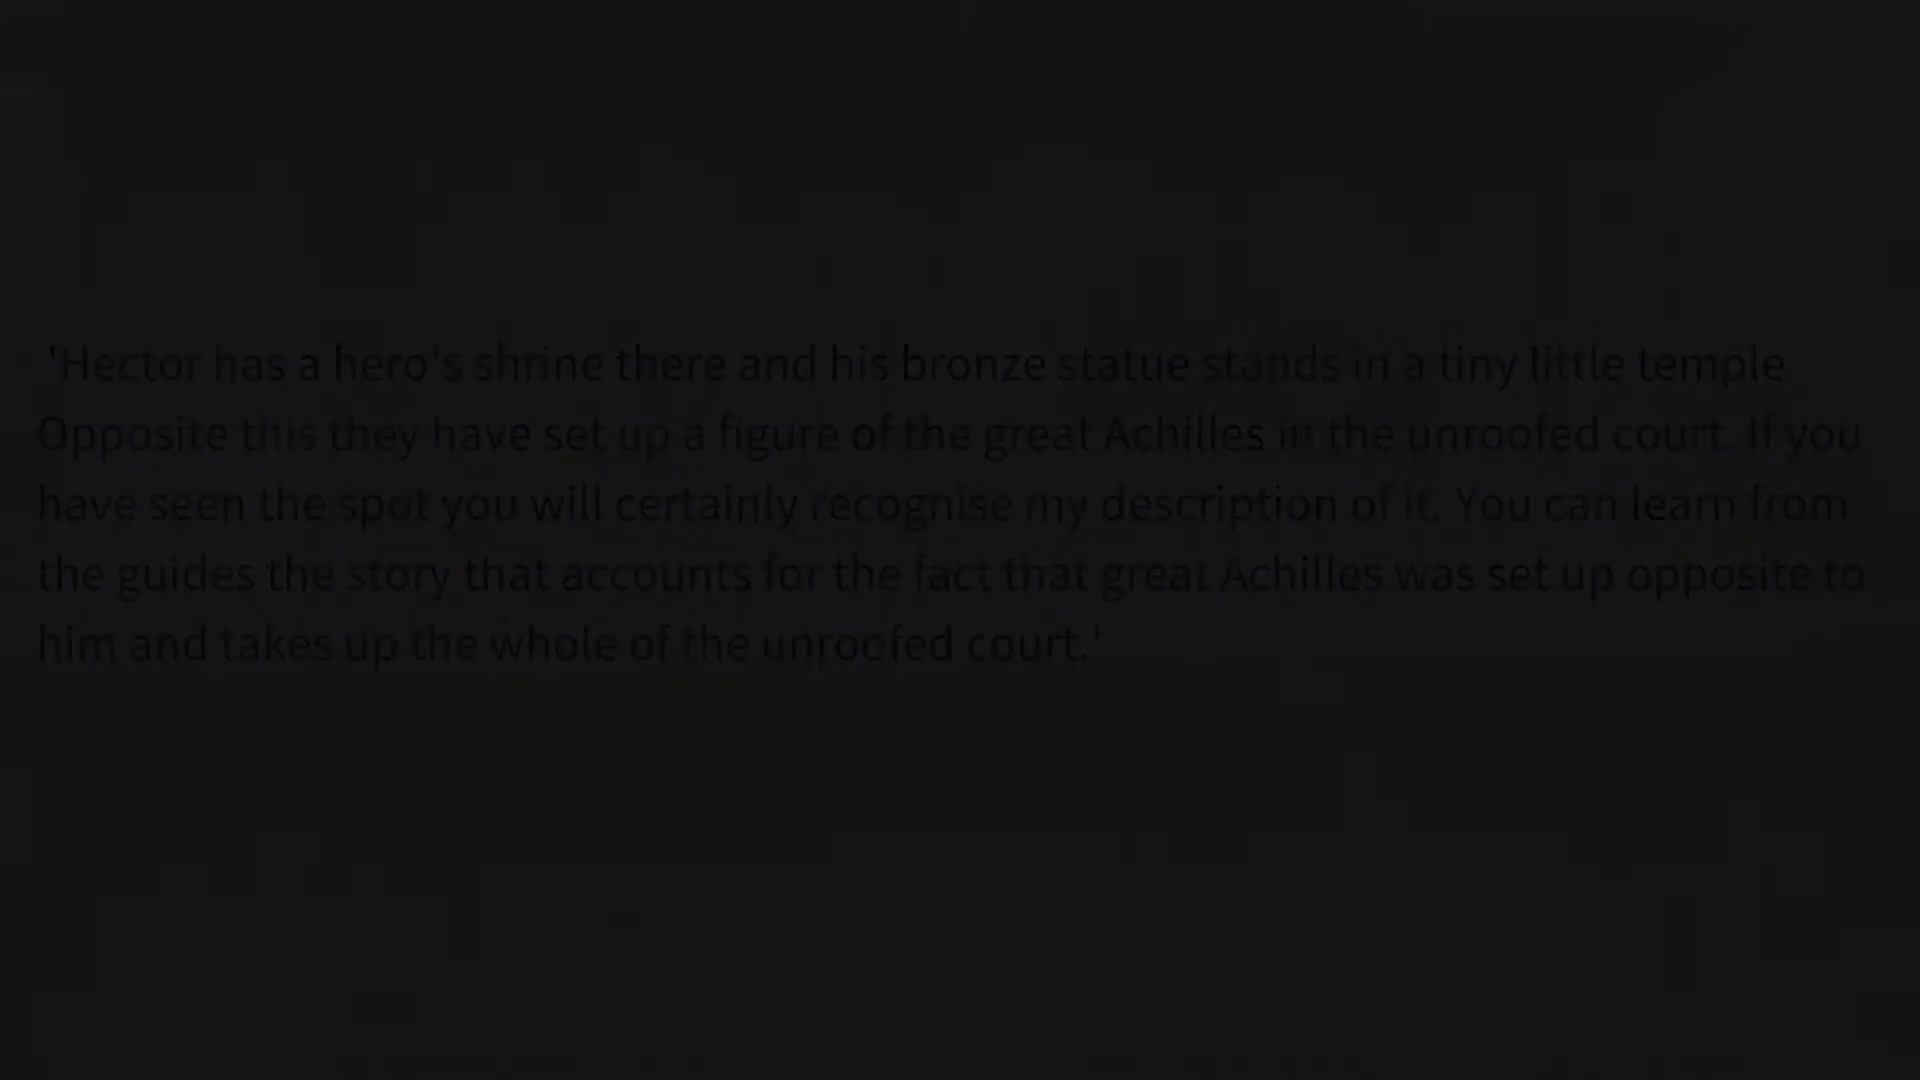 'Hector has a hero's shrine there and his bronze statue stands in a tiny little temple.
Opposite this they have set up a figure of the great Achilles in the unroofed court. If you
have seen the spot you will certainly recognise my description of it. You can learn from
the guides the story that accounts for the fact that great Achilles was set up opposite to
him and takes up the whole of the unroofed court.'